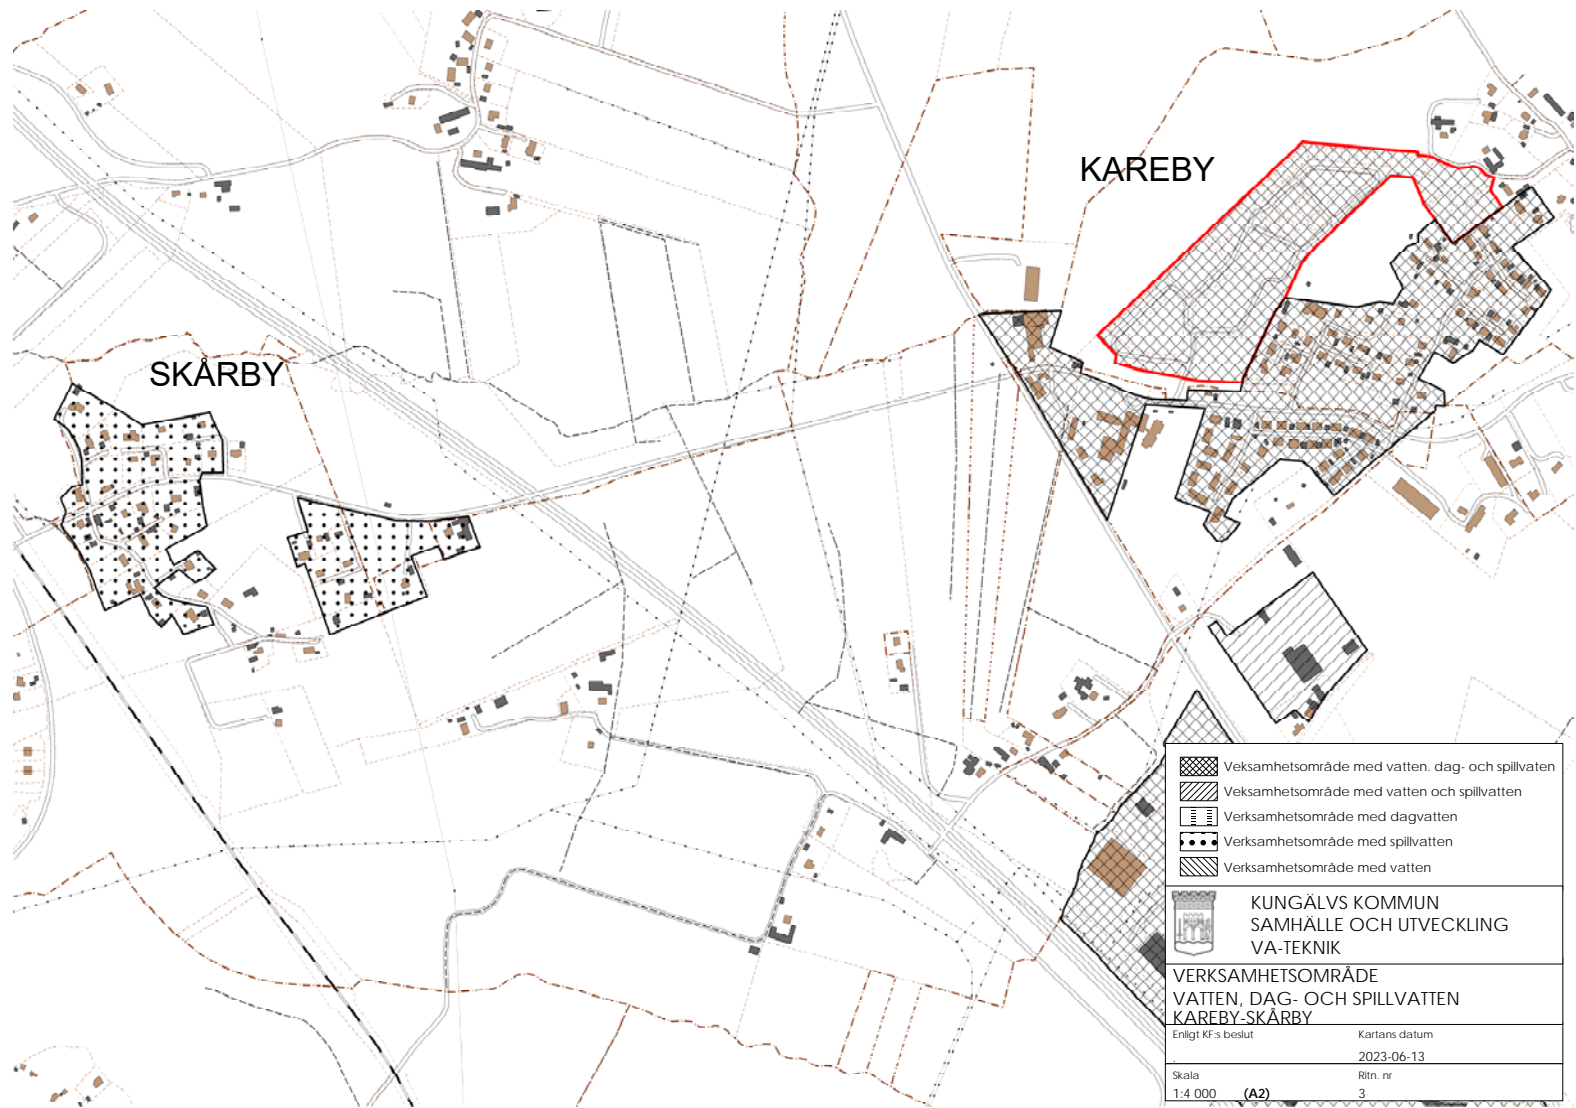 KAREBY
SKÅRBY
Veksamhetsområde med vatten. dag- och spillvaten
Veksamhetsområde med vatten och spillvatten
Verksamhetsområde med dagvatten
Verksamhetsområde med spillvatten
Verksamhetsområde med vatten
KUNGÄLVS KOMMUN
SAMHÄLLE OCH UTVECKLING
VA-TEKNIK
VERKSAMHETSOMRÅDE
VATTEN, DAG- OCH SPILLVATTEN
KAREBY-SKÅRBY
Enligt KF:s beslut Kartans datum
. 2023-06-13
Skala Ritn. nr
1:4 000 (A2) 3